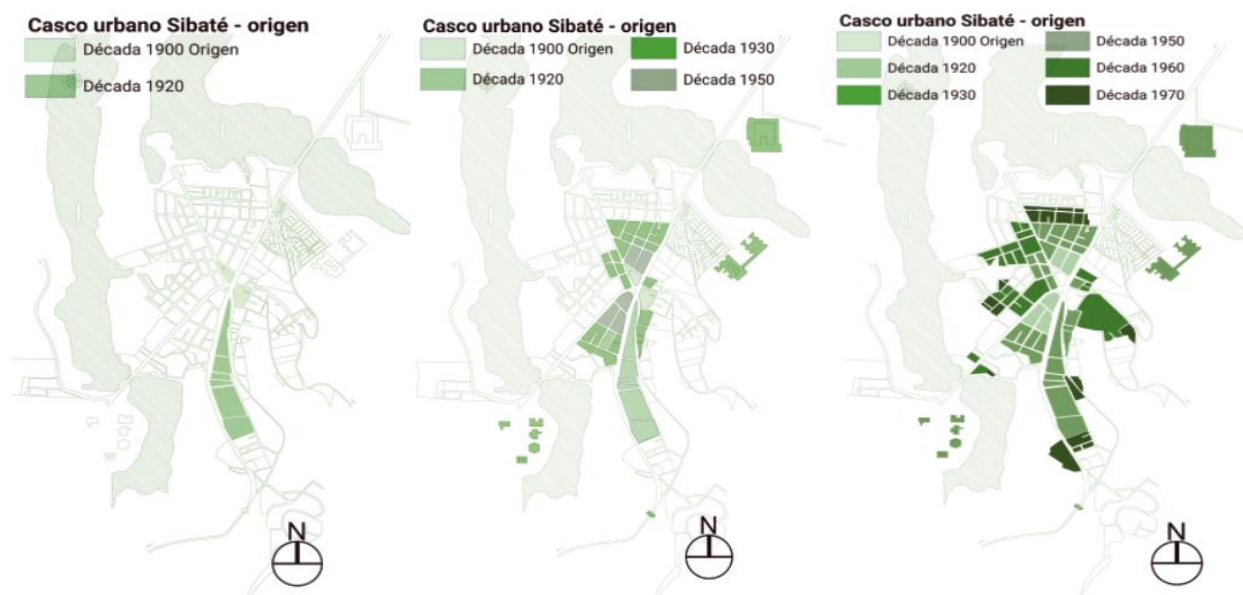 Casco urbano Sibaté - origen
Década 1900 Origen
Década 1920
N
Casco urbano Sibaté - origen
Década 1900 Origen
Década 1930
Década 1920
Década 1950
N
Casco urbano Sibaté - origen
Década 1900 Origen
Década 1950
Década 1920
Década 1960
Década 1930
Década 1970
N